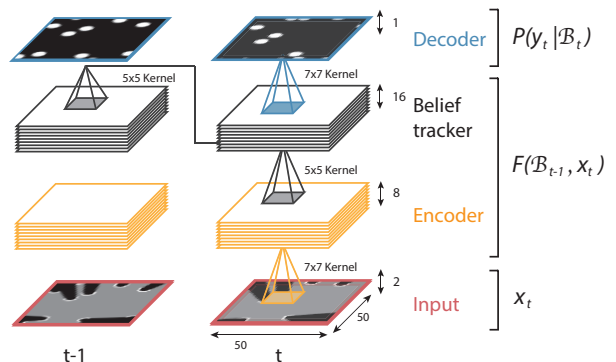 1
Decoder
P(y_t |ℬ_t)
5x5 Kernel
7x7 Kernel
16
Belief
tracker
5x5 Kernel
F(ℬ_{t-1}, x_t)
8
Encoder
7x7 Kernel
2
Input
x_t
50
50
t-1
t